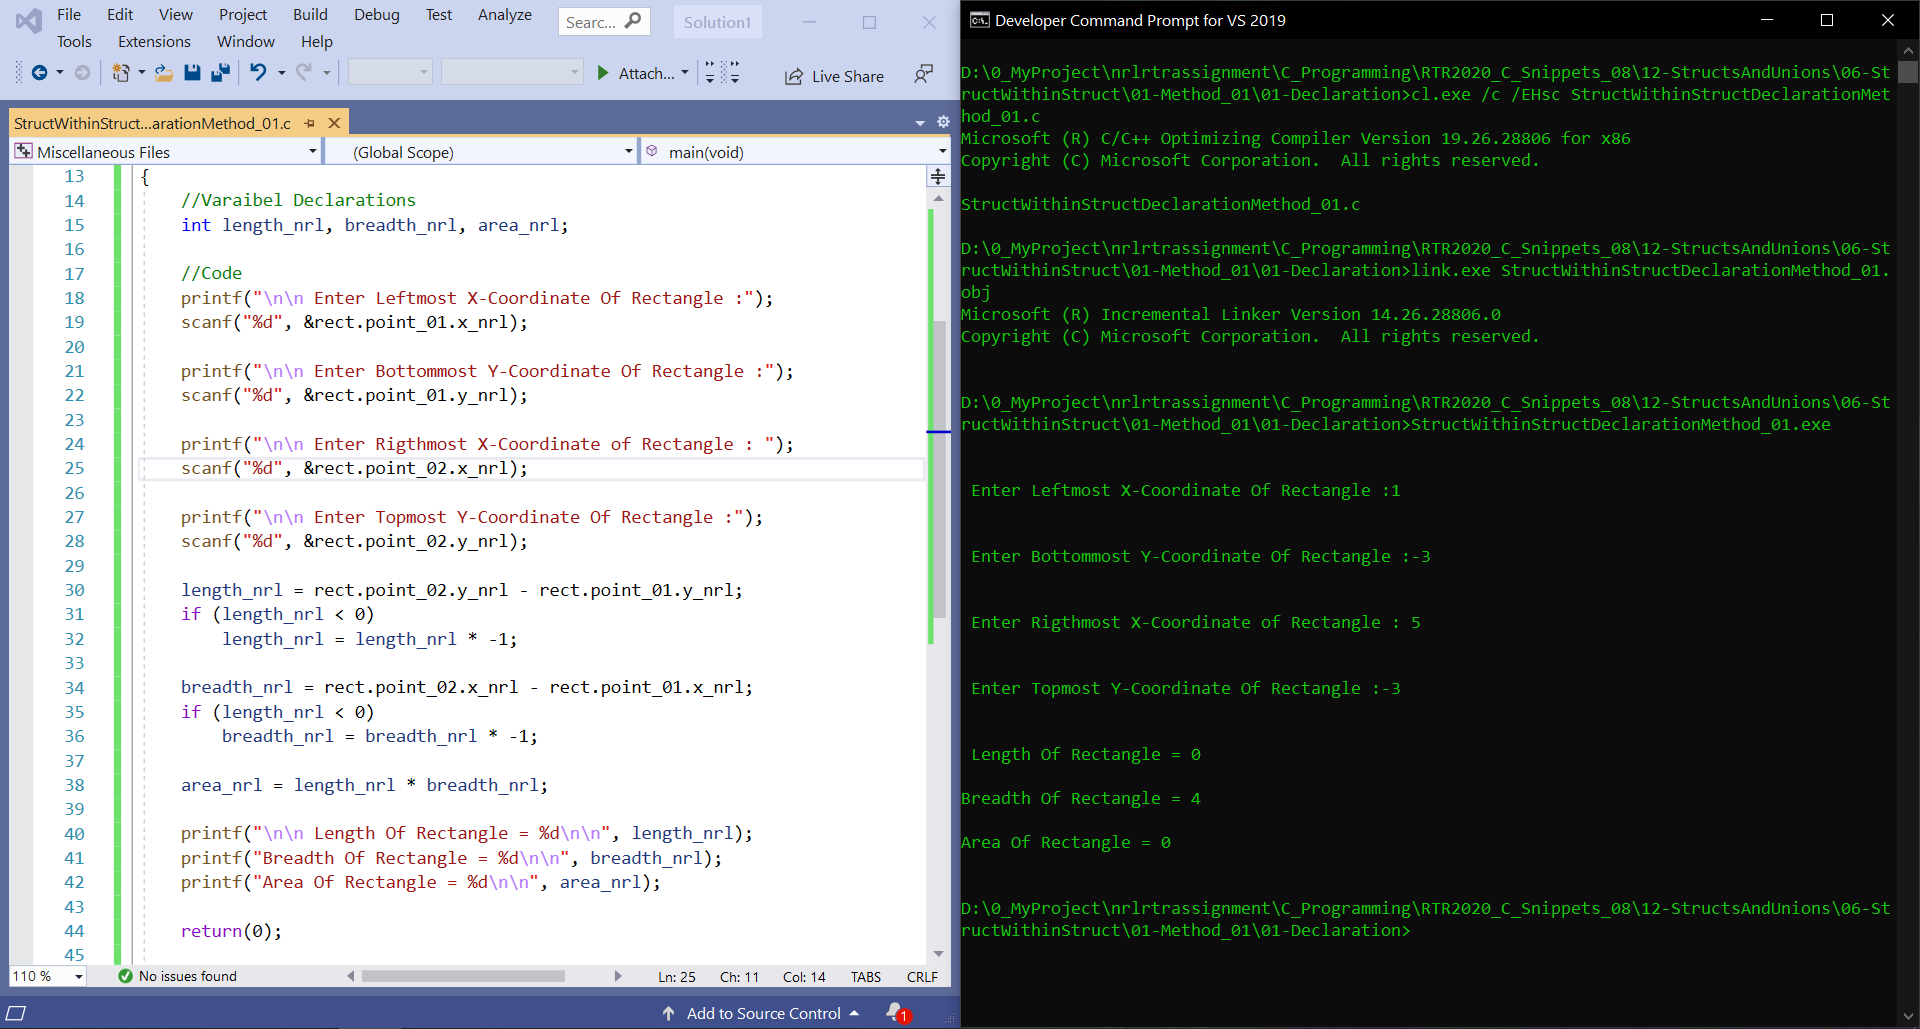 File Edit View Project Build Debug Test Analyze
Searc...
Solution1
Tools Extensions Window Help
Attach...
Live Share
StructWithinStruct...arationMethod_01.c
Miscellaneous Files
(Global Scope)
main(void)
13 {
14 //Varaibel Declarations
15 int length_nrl, breadth_nrl, area_nrl;
16
17 //Code
18 printf("\n\n Enter Leftmost X-Coordinate Of Rectangle :");
19 scanf("%d", &rect.point_01.x_nrl);
20
21 printf("\n\n Enter Bottommost Y-Coordinate Of Rectangle :");
22 scanf("%d", &rect.point_01.y_nrl);
23
24 printf("\n\n Enter Rigthmost X-Coordinate of Rectangle : ");
25 scanf("%d", &rect.point_02.x_nrl);
26
27 printf("\n\n Enter Topmost Y-Coordinate Of Rectangle :");
28 scanf("%d", &rect.point_02.y_nrl);
29
30 length_nrl = rect.point_02.y_nrl - rect.point_01.y_nrl;
31 if (length_nrl < 0)
32 length_nrl = length_nrl * -1;
33
34 breadth_nrl = rect.point_02.x_nrl - rect.point_01.x_nrl;
35 if (length_nrl < 0)
36 breadth_nrl = breadth_nrl * -1;
37
38 area_nrl = length_nrl * breadth_nrl;
39
40 printf("\n\n Length Of Rectangle = %d\n\n", length_nrl);
41 printf("Breadth Of Rectangle = %d\n\n", breadth_nrl);
42 printf("Area Of Rectangle = %d\n\n", area_nrl);
43
44 return(0);
45
110 % No issues found Ln: 25 Ch: 11 Col: 14 TABS CRLF
Add to Source Control 1
Developer Command Prompt for VS 2019
D:\0_MyProject\nrlrtrassignment\C_Programming\RTR2020_C_Snippets_08\12-StructsAndUnions\06-St
ructWithinStruct\01-Method_01\01-Declaration>cl.exe /c /EHsc StructWithinStructDeclarationMet
hod_01.c
Microsoft (R) C/C++ Optimizing Compiler Version 19.26.28806 for x86
Copyright (C) Microsoft Corporation.  All rights reserved.
StructWithinStructDeclarationMethod_01.c
D:\0_MyProject\nrlrtrassignment\C_Programming\RTR2020_C_Snippets_08\12-StructsAndUnions\06-St
ructWithinStruct\01-Method_01\01-Declaration>link.exe StructWithinStructDeclarationMethod_01.
obj
Microsoft (R) Incremental Linker Version 14.26.28806.0
Copyright (C) Microsoft Corporation.  All rights reserved.
D:\0_MyProject\nrlrtrassignment\C_Programming\RTR2020_C_Snippets_08\12-StructsAndUnions\06-St
ructWithinStruct\01-Method_01\01-Declaration>StructWithinStructDeclarationMethod_01.exe
Enter Leftmost X-Coordinate Of Rectangle :1
Enter Bottommost Y-Coordinate Of Rectangle :-3
Enter Rigthmost X-Coordinate of Rectangle : 5
Enter Topmost Y-Coordinate Of Rectangle :-3
Length Of Rectangle = 0
Breadth Of Rectangle = 4
Area Of Rectangle = 0
D:\0_MyProject\nrlrtrassignment\C_Programming\RTR2020_C_Snippets_08\12-StructsAndUnions\06-St
ructWithinStruct\01-Method_01\01-Declaration>